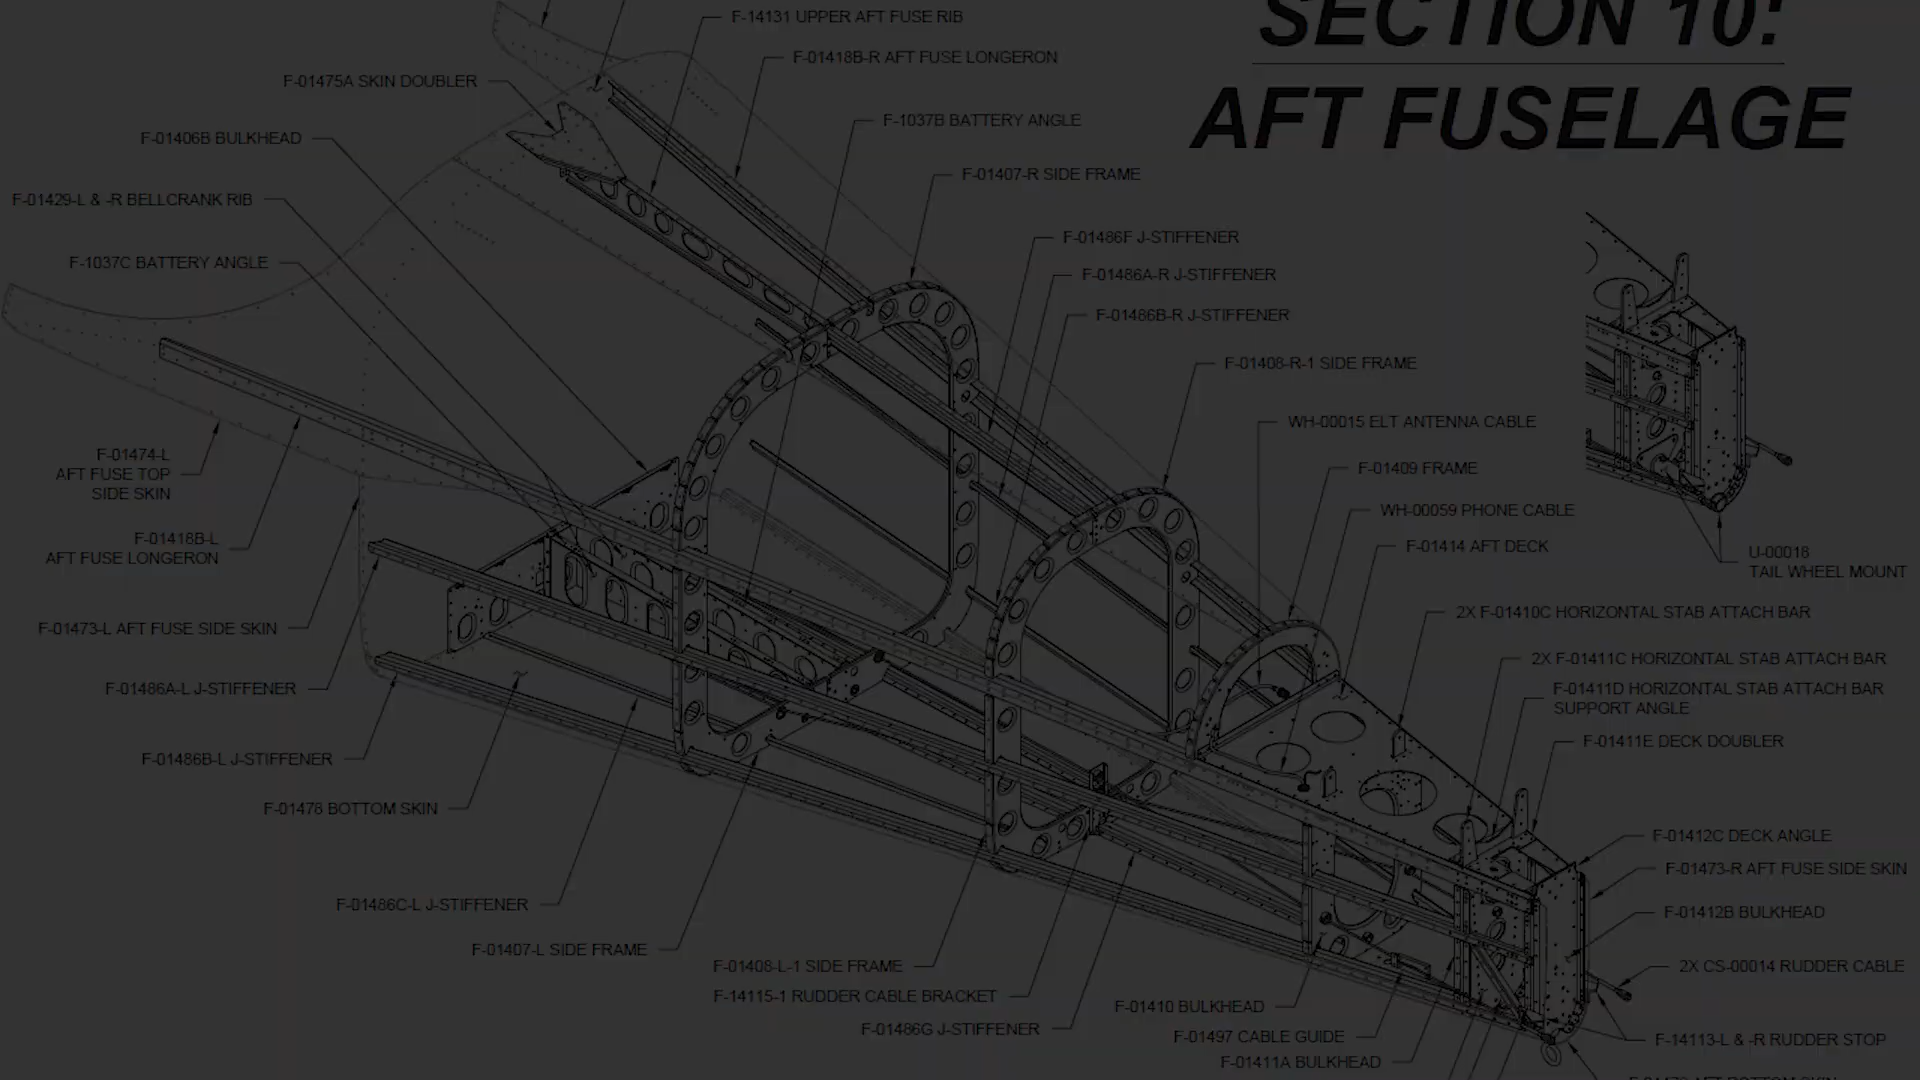 SECTION 10:
AFT FUSELAGE
F-14131 UPPER AFT FUSE RIB
F-01418B-R AFT FUSE LONGERON
F-01475A SKIN DOUBLER
F-1037B BATTERY ANGLE
F-01406B BULKHEAD
F-01407-R SIDE FRAME
F-01429-L & -R BELLCRANK RIB
F-01486F J-STIFFENER
F-1037C BATTERY ANGLE
F-01486A-R J-STIFFENER
F-01486B-R J-STIFFENER
F-01408-R-1 SIDE FRAME
WH-00015 ELT ANTENNA CABLE
F-01474-L
AFT FUSE TOP
SIDE SKIN
F-01409 FRAME
WH-00059 PHONE CABLE
F-01418B-L
AFT FUSE LONGERON
F-01414 AFT DECK
U-00018
TAIL WHEEL MOUNT
2X F-01410C HORIZONTAL STAB ATTACH BAR
F-01473-L AFT FUSE SIDE SKIN
2X F-01411C HORIZONTAL STAB ATTACH BAR
F-01411D HORIZONTAL STAB ATTACH BAR
SUPPORT ANGLE
F-01486A-L J-STIFFENER
F-01411E DECK DOUBLER
F-01486B-L J-STIFFENER
F-01478 BOTTOM SKIN
F-01412C DECK ANGLE
F-01473-R AFT FUSE SIDE SKIN
F-01486C-L J-STIFFENER
F-01412B BULKHEAD
F-01407-L SIDE FRAME
F-01408-L-1 SIDE FRAME
2X CS-00014 RUDDER CABLE
F-14115-1 RUDDER CABLE BRACKET
F-01410 BULKHEAD
F-01486G J-STIFFENER
F-01497 CABLE GUIDE
F-14113-L & -R RUDDER STOP
F-01411A BULKHEAD